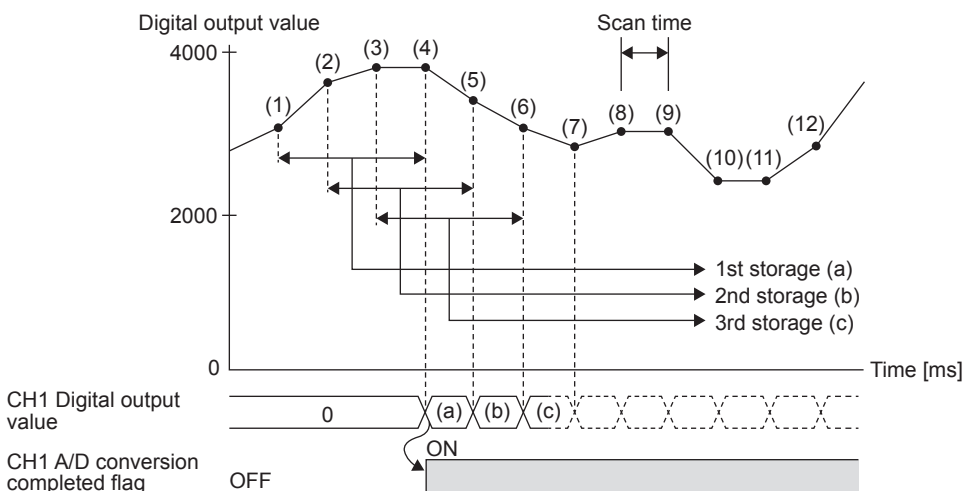 Digital output value
Scan time
4000
(1)
(2)
(3)
(4)
(5)
(6)
(7)
(8)
(9)
(10)
(11)
(12)
2000
1st storage (a)
2nd storage (b)
3rd storage (c)
0
Time [ms]
CH1 Digital output
value
0
(a)
(b)
(c)
CH1 A/D conversion
completed flag
OFF
ON